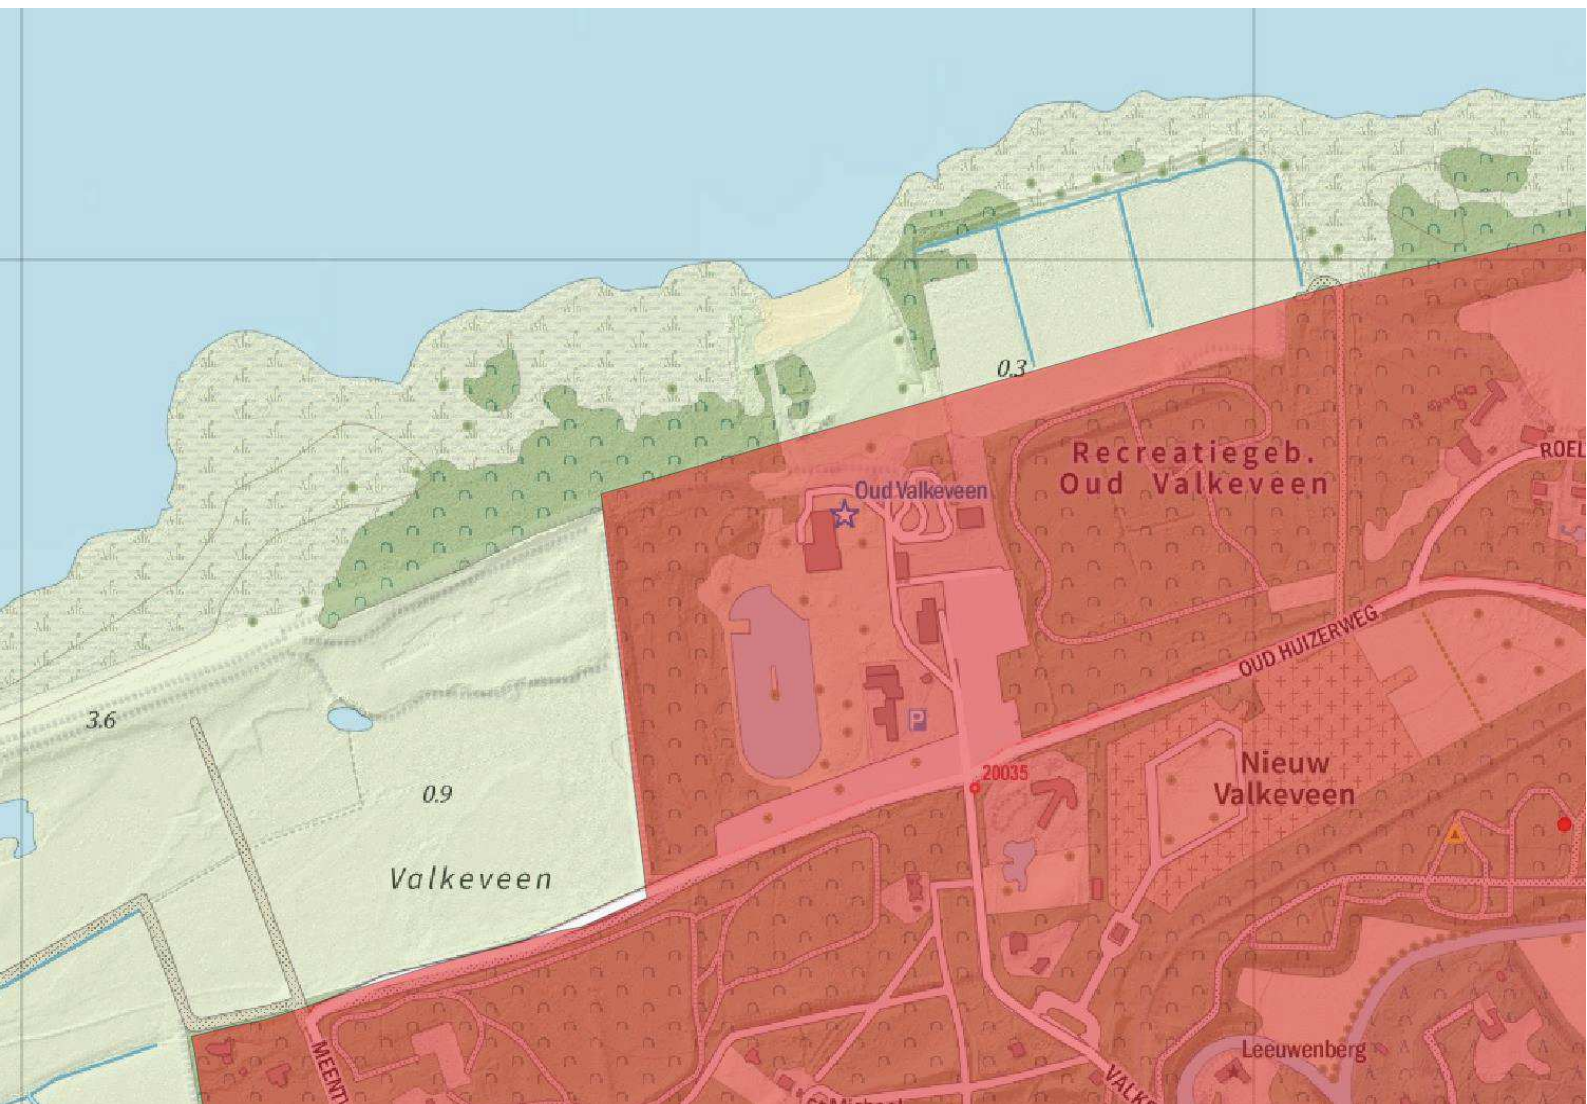 0.3
Recreatiegeb.
Oud Valkeveen
Oud Valkeveen
ROEL
OUD HUIZERWEG
3.6
P
Nieuw
Valkeveen
20035
0.9
Valkeveen
Leeuwenberg
MEENT
VALKE